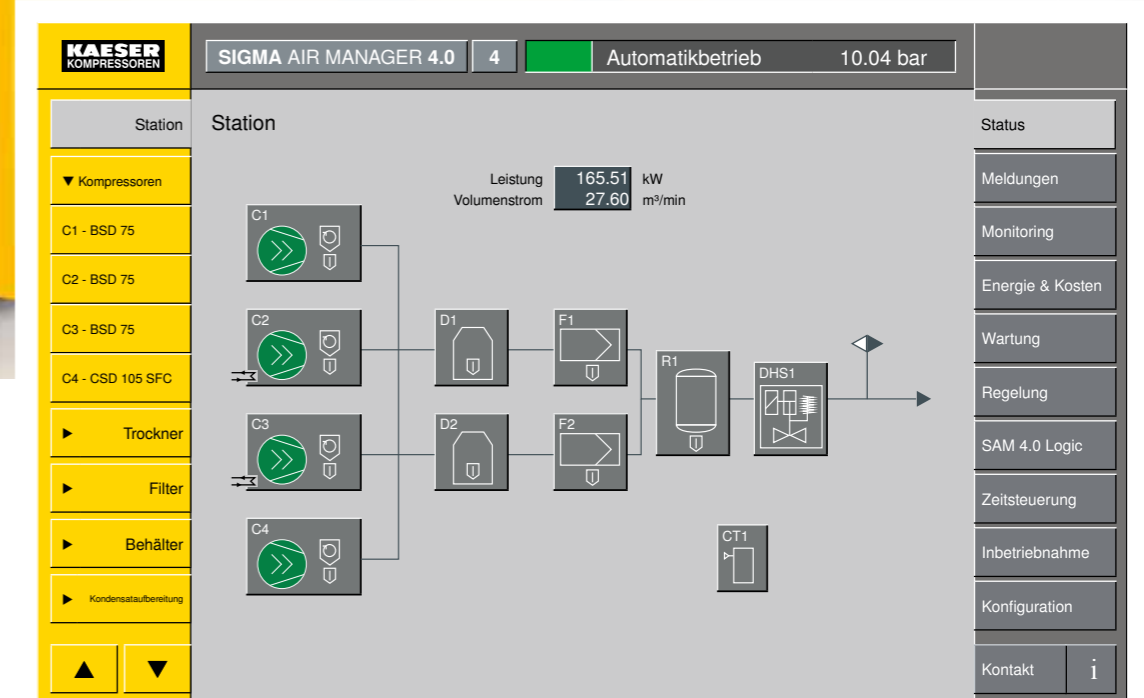 KAESER
KOMPRESSOREN
SIGMA AIR MANAGER 4.0
4
Automatikbetrieb
10.04 bar
Station
▼ Kompressoren
C1 - BSD 75
C2 - BSD 75
C3 - BSD 75
C4 - CSD 105 SFC
► Trockner
► Filter
► Behälter
► Kondensataufbereitung
▲ ▼
Station
Leistung 165.51 kW
Volumenstrom 27.60 m³/min
C1
C2
D1
F1
R1
DHS1
C3
D2
F2
C4
CT1
Status
Meldungen
Monitoring
Energie & Kosten
Wartung
Regelung
SAM 4.0 Logic
Zeitsteuerung
Inbetriebnahme
Konfiguration
Kontakt i